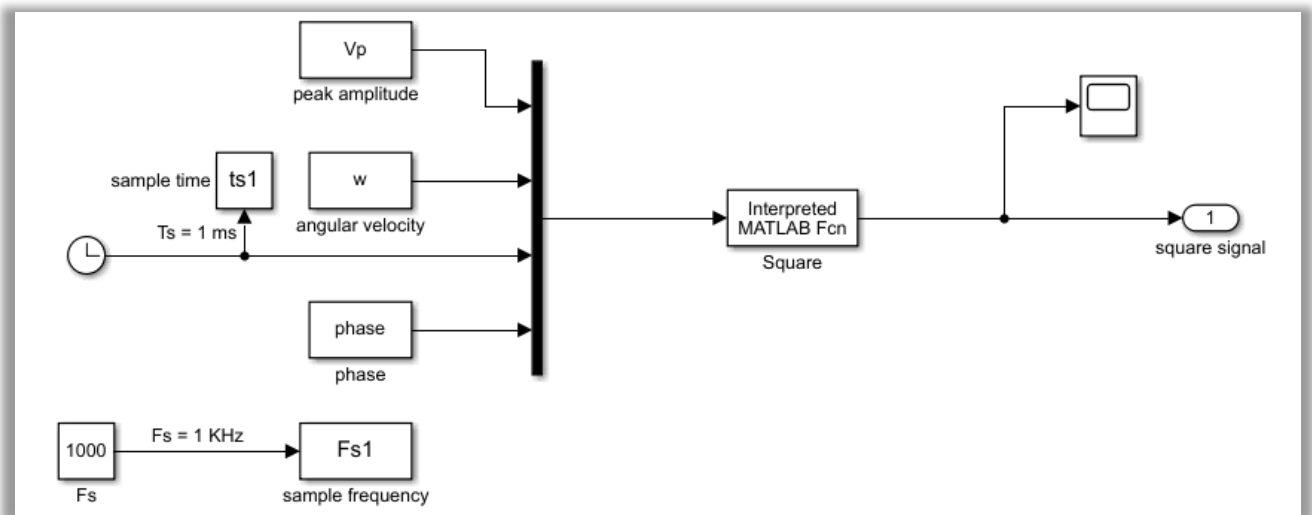 Vp
peak amplitude
sample time
ts1
w
angular velocity
Ts = 1 ms
Interpreted
MATLAB Fcn
Square
1
square signal
phase
phase
1000
Fs
Fs = 1 KHz
Fs1
sample frequency